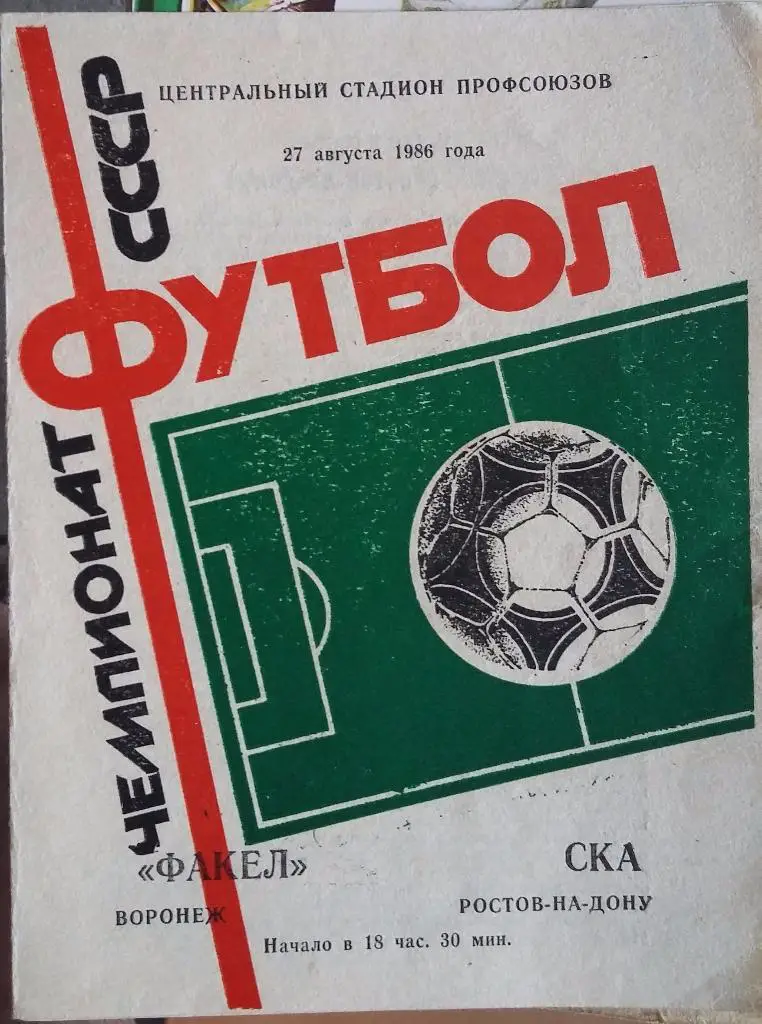 ЦЕНТРАЛЬНЫЙ СТАДИОН ПРОФСОЮЗОВ
27 августа 1986 года
ЧЕМПИОНАТ СССР
ФУТБОЛ
«ФАКЕЛ»
ВОРОНЕЖ
СКА
РОСТОВ-НА-ДОНУ
Начало в 18 час. 30 мин.